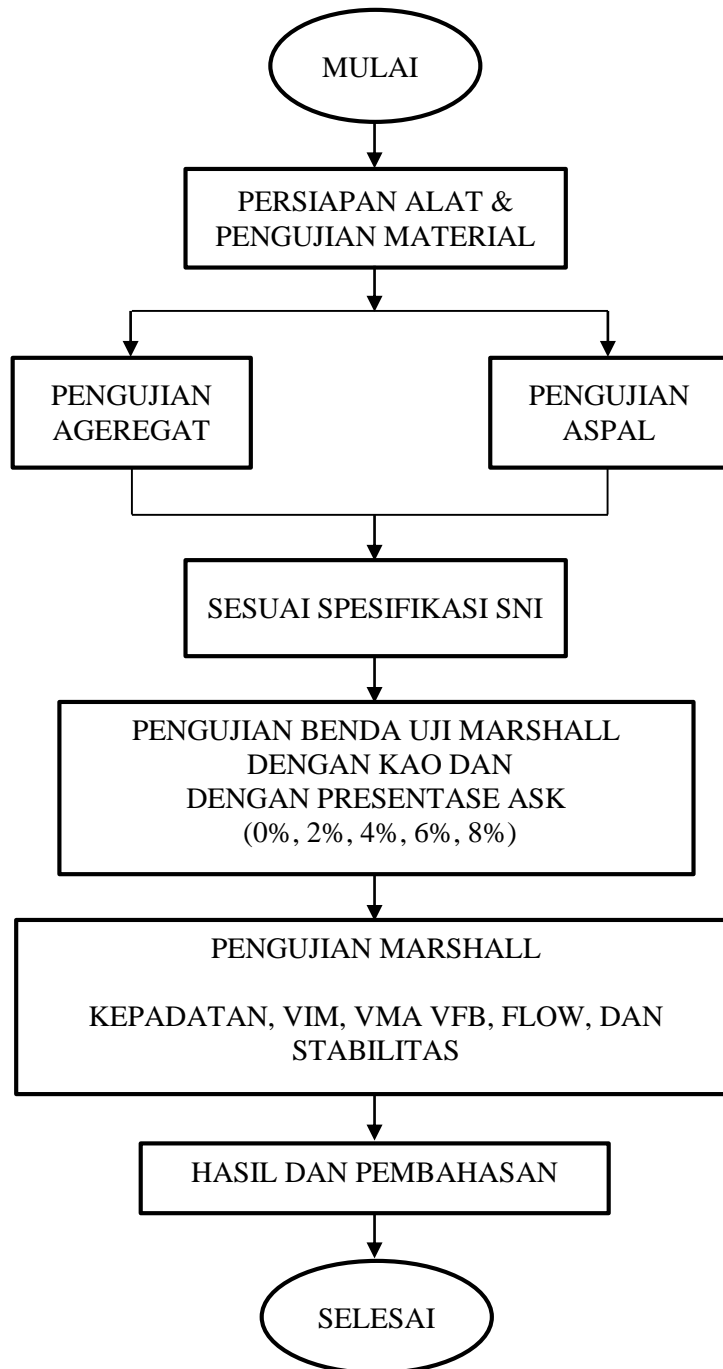 MULAI
PERSIAPAN ALAT &
PENGUJIAN MATERIAL
PENGUJIAN
AGEREGAT
PENGUJIAN
ASPAL
SESUAI SPESIFIKASI SNI
PENGUJIAN BENDA UJI MARSHALL
DENGAN KAO DAN
DENGAN PRESENTASE ASK
(0%, 2%, 4%, 6%, 8%)
PENGUJIAN MARSHALL
KEPADATAN, VIM, VMA VFB, FLOW, DAN
STABILITAS
HASIL DAN PEMBAHASAN
SELESAI